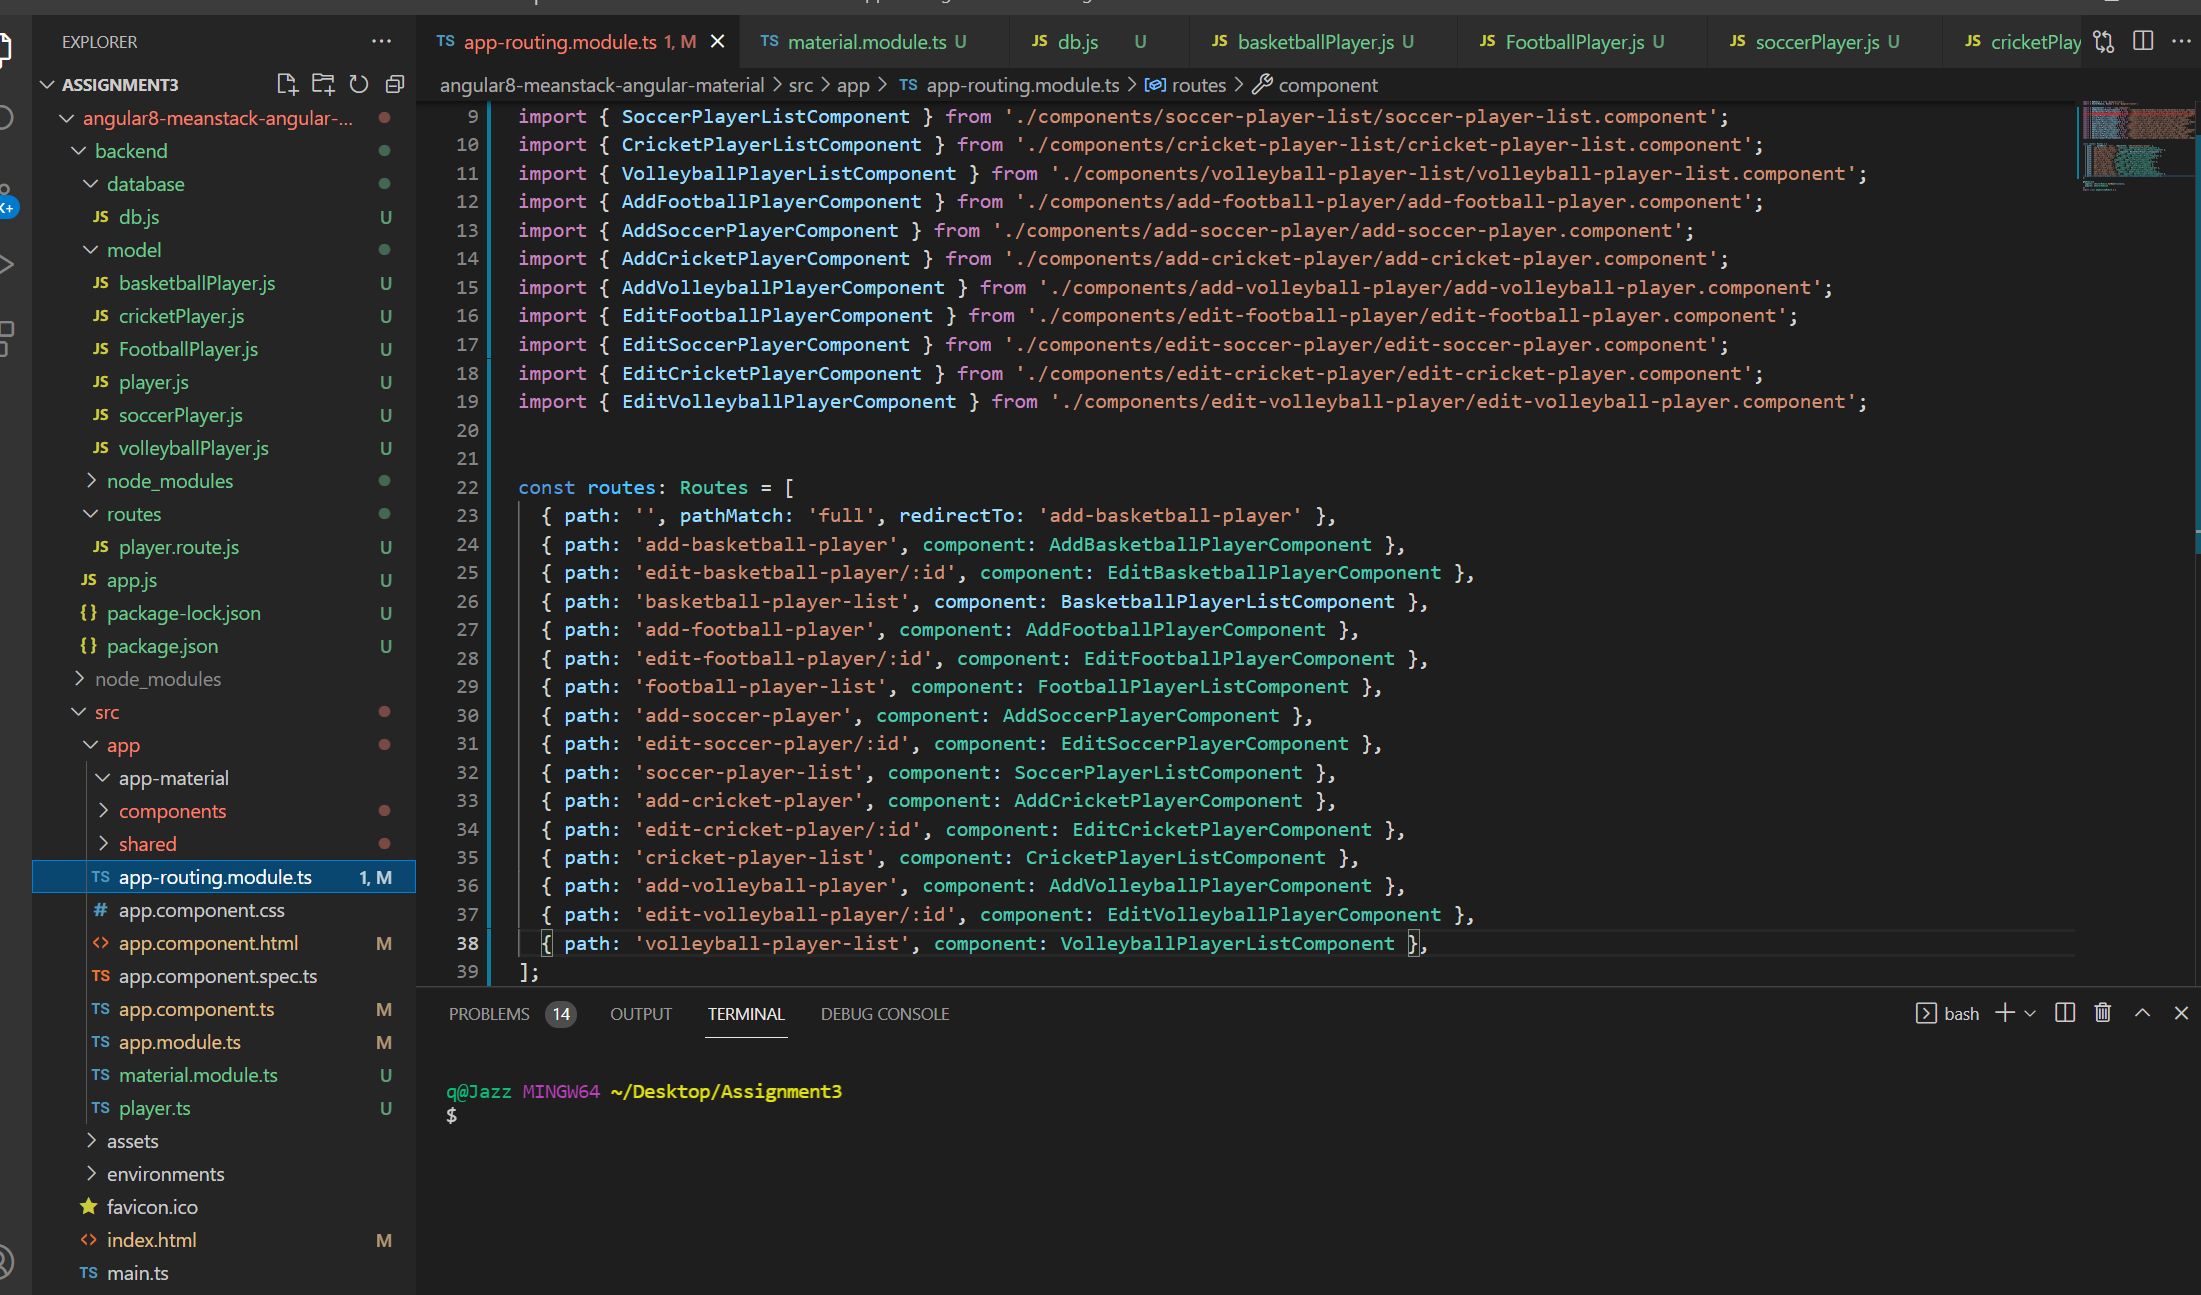 EXPLORER
ASSIGNMENT3
angular8-meanstack-angular-...
backend
database
JS db.js U
model
JS basketballPlayer.js U
JS cricketPlayer.js U
JS FootballPlayer.js U
JS player.js U
JS soccerPlayer.js U
JS volleyballPlayer.js U
node_modules
routes
JS player.route.js U
JS app.js U
{} package-lock.json U
{} package.json U
node_modules
src
app
app-material
components
shared
TS app-routing.module.ts 1, M
# app.component.css
<> app.component.html M
TS app.component.spec.ts
TS app.component.ts M
TS app.module.ts M
TS material.module.ts U
TS player.ts U
assets
environments
favicon.ico
<> index.html M
TS main.ts
TS app-routing.module.ts 1, M
TS material.module.ts U
JS db.js U
JS basketballPlayer.js U
JS FootballPlayer.js U
JS soccerPlayer.js U
JS cricketPlay
angular8-meanstack-angular-material > src > app > TS app-routing.module.ts > routes > component
9 import { SoccerPlayerListComponent } from './components/soccer-player-list/soccer-player-list.component';
10 import { CricketPlayerListComponent } from './components/cricket-player-list/cricket-player-list.component';
11 import { VolleyballPlayerListComponent } from './components/volleyball-player-list/volleyball-player-list.component';
12 import { AddFootballPlayerComponent } from './components/add-football-player/add-football-player.component';
13 import { AddSoccerPlayerComponent } from './components/add-soccer-player/add-soccer-player.component';
14 import { AddCricketPlayerComponent } from './components/add-cricket-player/add-cricket-player.component';
15 import { AddVolleyballPlayerComponent } from './components/add-volleyball-player/add-volleyball-player.component';
16 import { EditFootballPlayerComponent } from './components/edit-football-player/edit-football-player.component';
17 import { EditSoccerPlayerComponent } from './components/edit-soccer-player/edit-soccer-player.component';
18 import { EditCricketPlayerComponent } from './components/edit-cricket-player/edit-cricket-player.component';
19 import { EditVolleyballPlayerComponent } from './components/edit-volleyball-player/edit-volleyball-player.component';
20
21
22 const routes: Routes = [
23 { path: '', pathMatch: 'full', redirectTo: 'add-basketball-player' },
24 { path: 'add-basketball-player', component: AddBasketballPlayerComponent },
25 { path: 'edit-basketball-player/:id', component: EditBasketballPlayerComponent },
26 { path: 'basketball-player-list', component: BasketballPlayerListComponent },
27 { path: 'add-football-player', component: AddFootballPlayerComponent },
28 { path: 'edit-football-player/:id', component: EditFootballPlayerComponent },
29 { path: 'football-player-list', component: FootballPlayerListComponent },
30 { path: 'add-soccer-player', component: AddSoccerPlayerComponent },
31 { path: 'edit-soccer-player/:id', component: EditSoccerPlayerComponent },
32 { path: 'soccer-player-list', component: SoccerPlayerListComponent },
33 { path: 'add-cricket-player', component: AddCricketPlayerComponent },
34 { path: 'edit-cricket-player/:id', component: EditCricketPlayerComponent },
35 { path: 'cricket-player-list', component: CricketPlayerListComponent },
36 { path: 'add-volleyball-player', component: AddVolleyballPlayerComponent },
37 { path: 'edit-volleyball-player/:id', component: EditVolleyballPlayerComponent },
38 { path: 'volleyball-player-list', component: VolleyballPlayerListComponent },
39 ];
PROBLEMS 14 OUTPUT TERMINAL DEBUG CONSOLE
bash
q@Jazz MINGW64 ~/Desktop/Assignment3
$